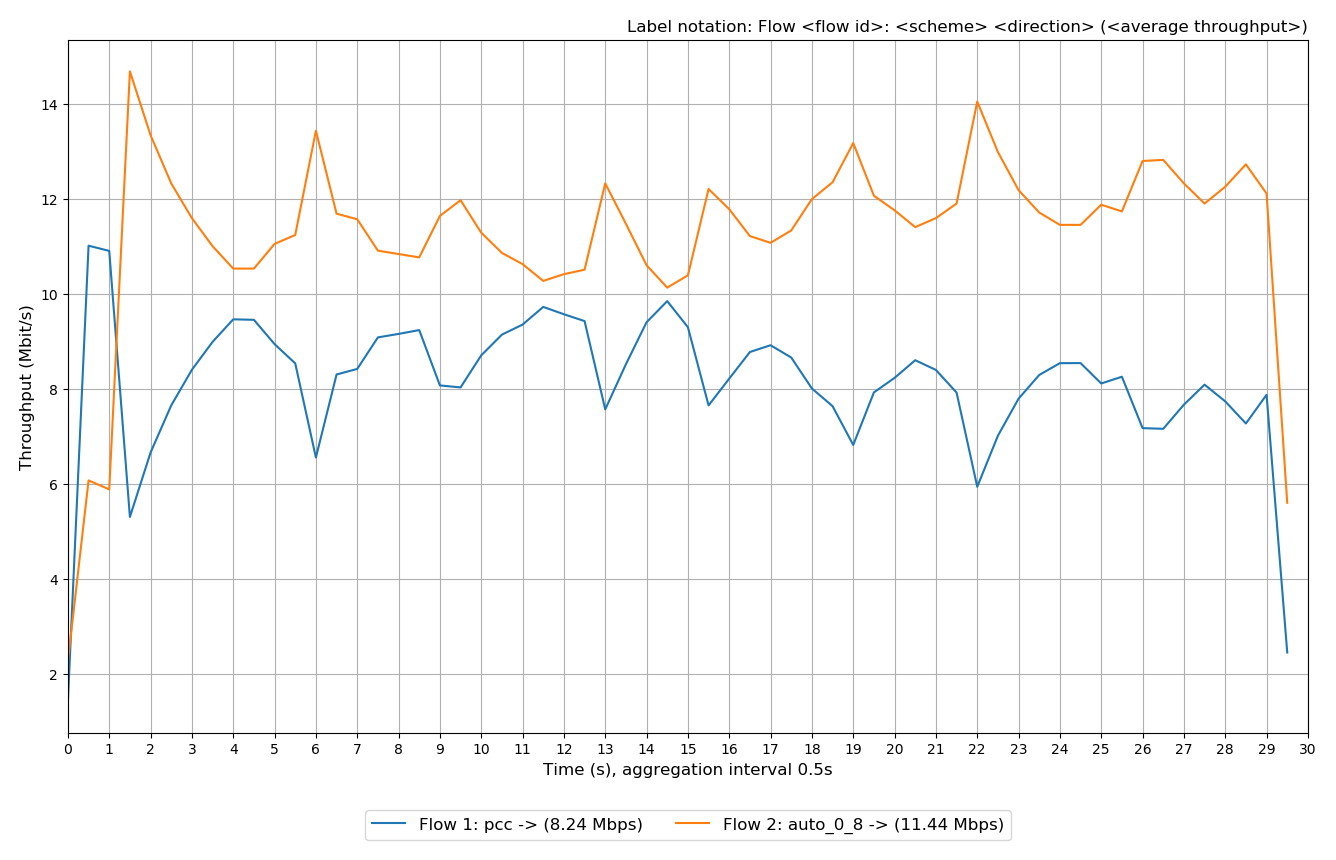 Label notation: Flow <flow id>: <scheme> <direction> (<average throughput>)
14
12
10
8
6
4
2
Throughput (Mbit/s)
0 1 2 3 4 5 6 7 8 9 10 11 12 13 14 15 16 17 18 19 20 21 22 23 24 25 26 27 28 29 30
Time (s), aggregation interval 0.5s
Flow 1: pcc -> (8.24 Mbps) Flow 2: auto_0_8 -> (11.44 Mbps)